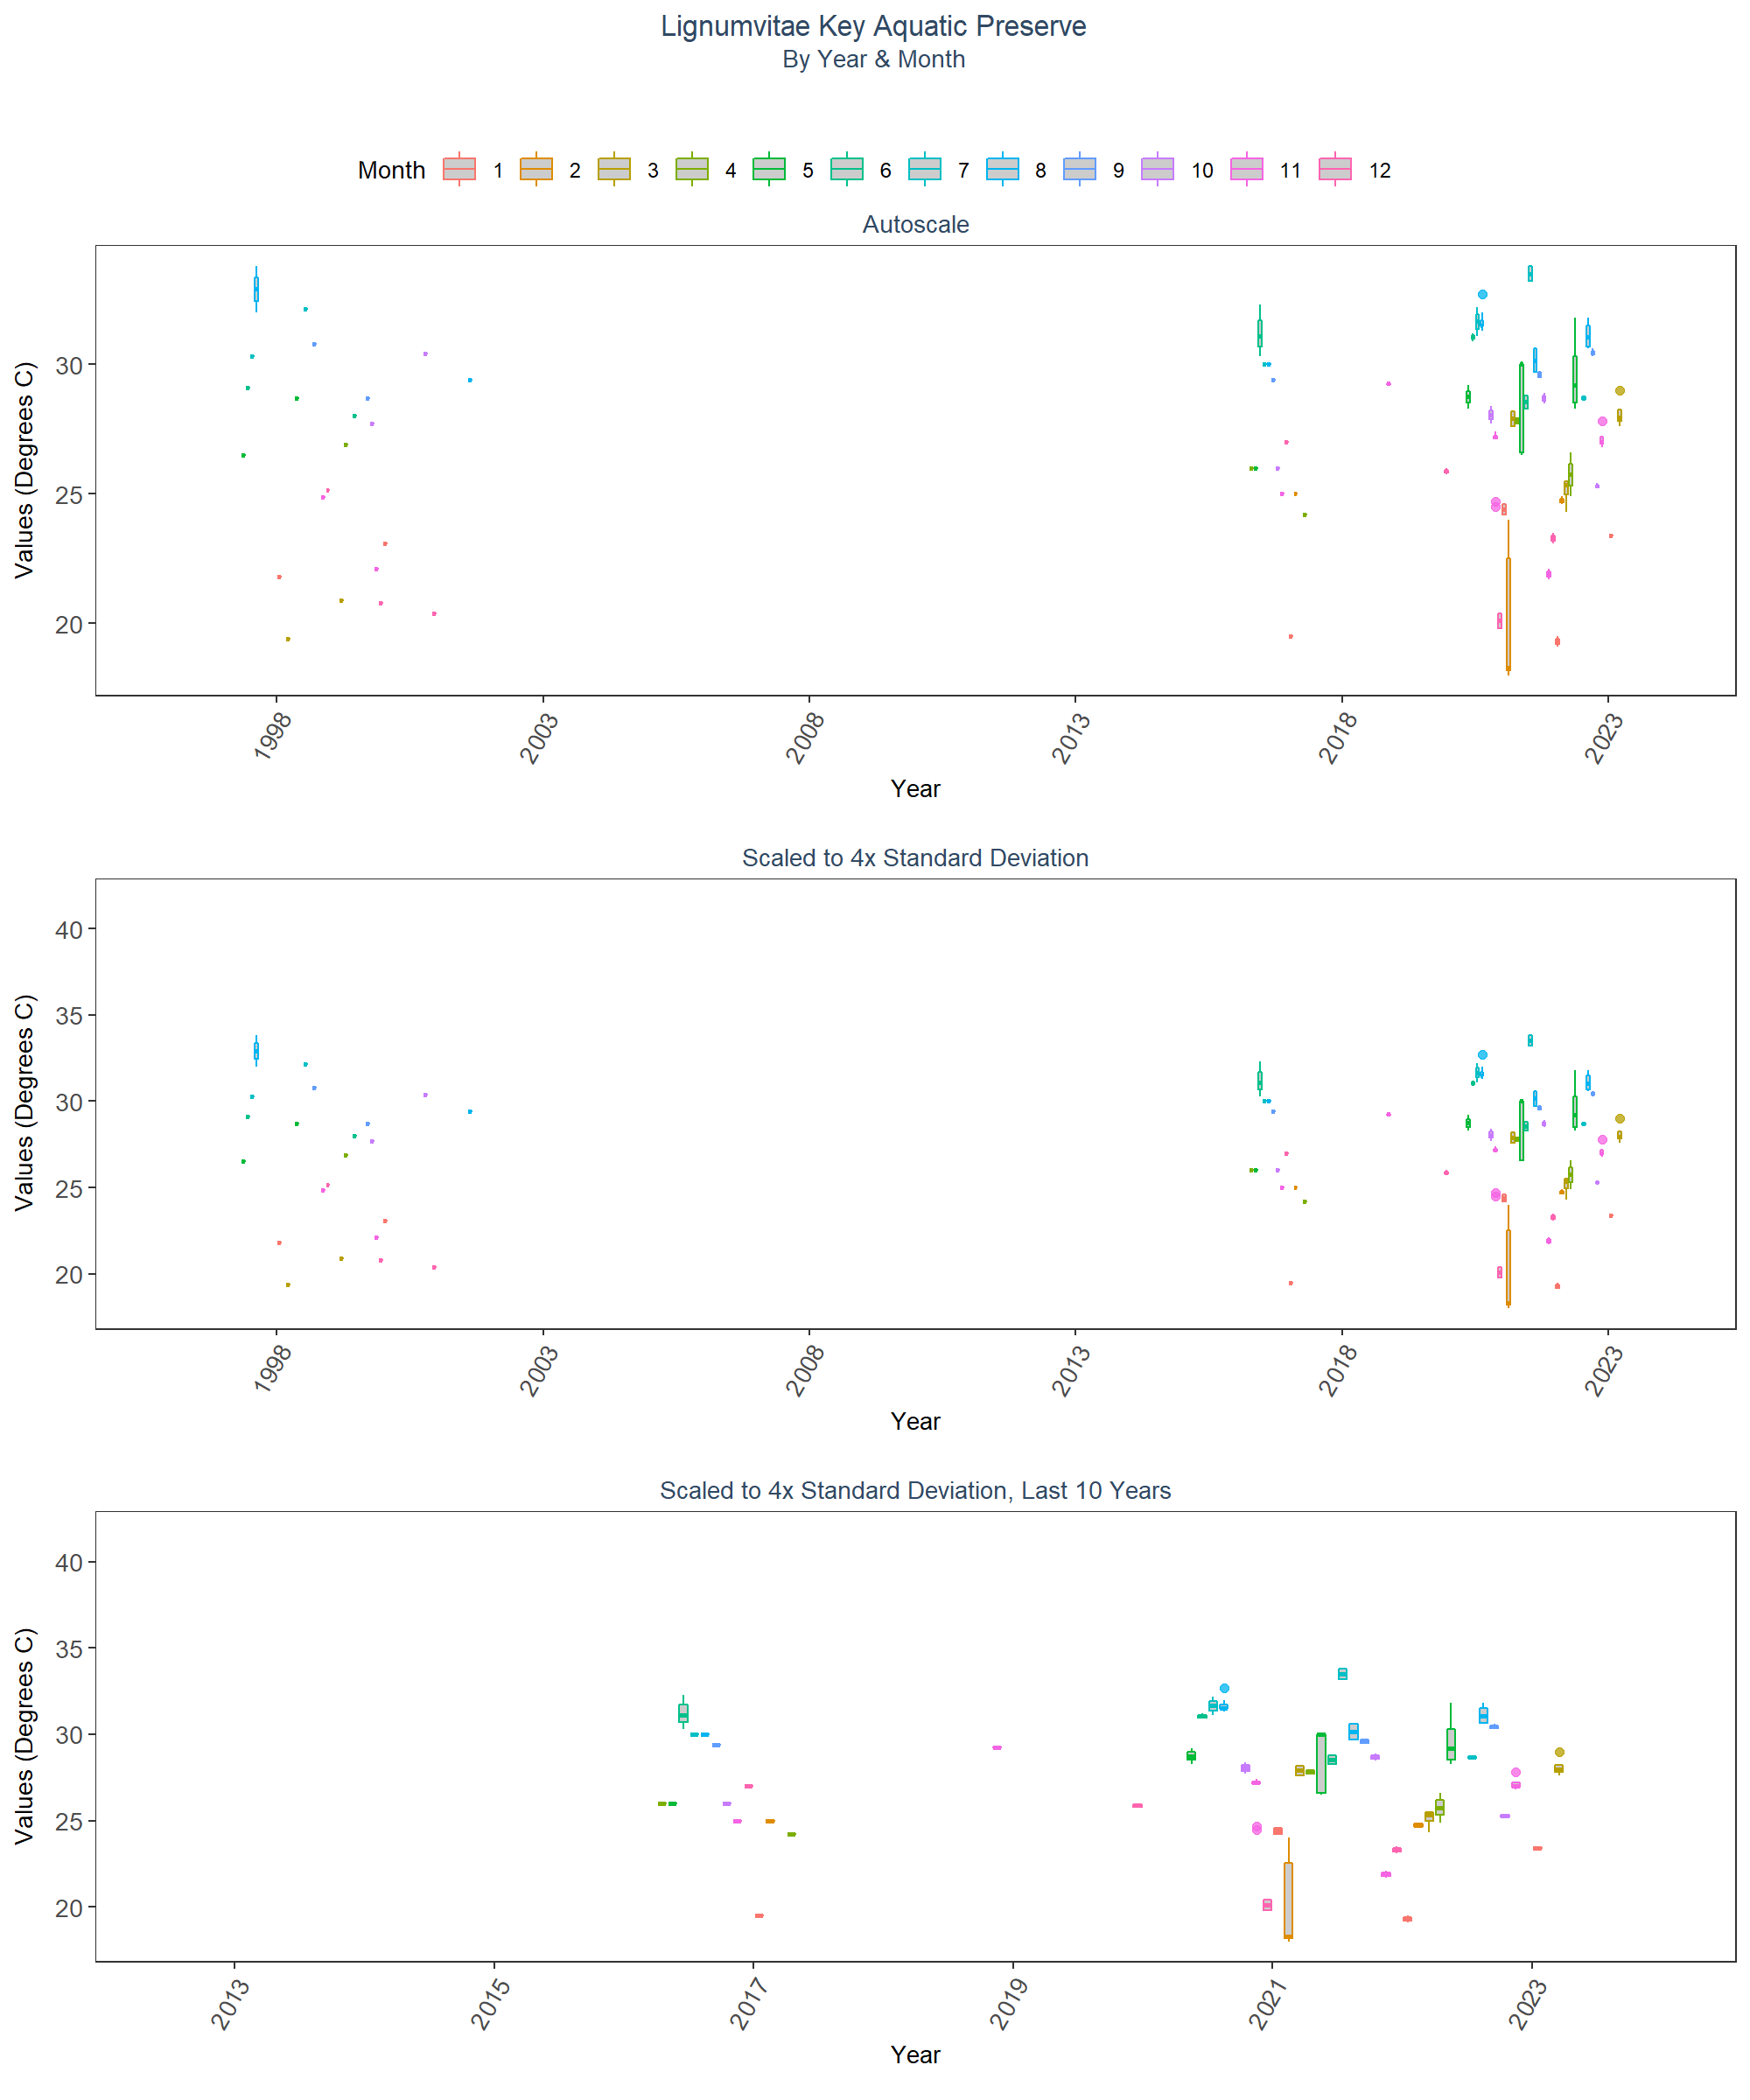 Lignumvitae Key Aquatic Preserve
By Year & Month
Month 1 2 3 4 5 6 7 8 9 10 11 12
Autoscale
Values (Degrees C)
30
25
20
1998 2003 2008 2013 2018 2023
Year
Scaled to 4x Standard Deviation
Values (Degrees C)
40
35
30
25
20
1998 2003 2008 2013 2018 2023
Year
Scaled to 4x Standard Deviation, Last 10 Years
Values (Degrees C)
40
35
30
25
20
2013 2015 2017 2019 2021 2023
Year